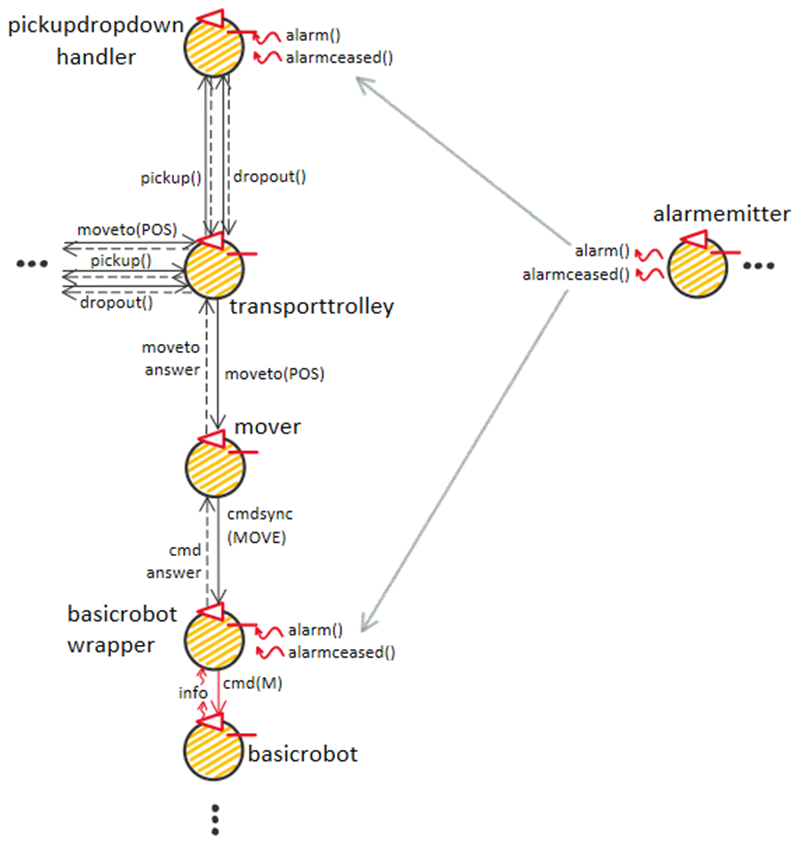 pickupdropdown
handler
alarm()
alarmceased()
pickup()
dropout()
moveto(POS)
pickup()
dropout()
transporttrolley
alarmemitter
alarm()
alarmceased()
moveto
answer
moveto(POS)
mover
cmdsync
(MOVE)
cmd
answer
basicrobot
wrapper
alarm()
alarmceased()
info
cmd(M)
basicrobot